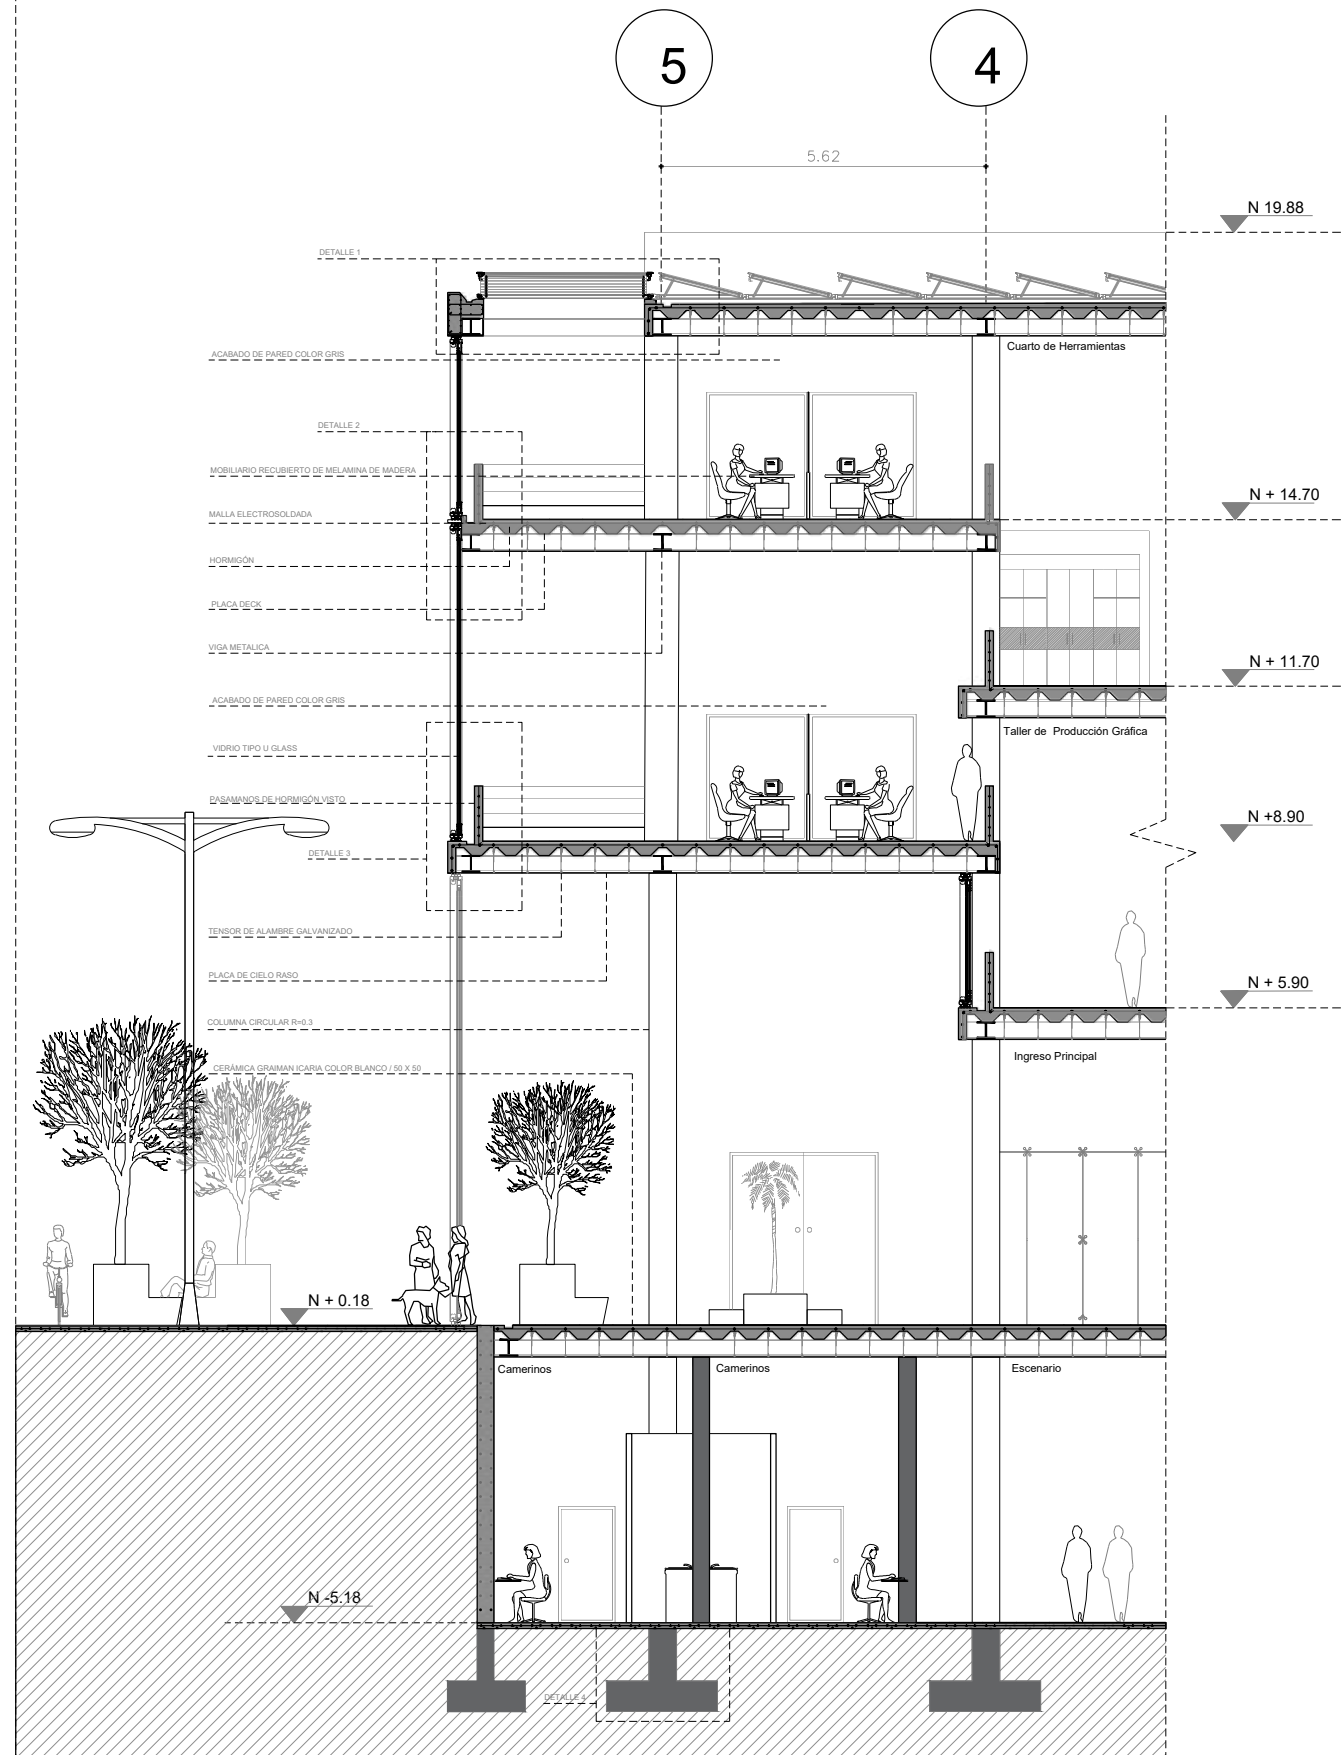 5
4
5.62
N 19.88
DETALLE 1
Cuarto de Herramientas
ACABADO DE PARED COLOR GRIS
DETALLE 2
MOBILIARIO RECUBIERTO DE MELAMINA DE MADERA
N + 14.70
MALLA ELECTROSOLDADA
HORMIGÓN
PLACA DECK
VIGA METALICA
N + 11.70
ACABADO DE PARED COLOR GRIS
Taller de Producción Gráfica
VIDRIO TIPO U GLASS
PASAMANOS DE HORMIGÓN VISTO
N +8.90
DETALLE 3
TENSOR DE ALAMBRE GALVANIZADO
PLACA DE CIELO RASO
N + 5.90
COLUMNA CIRCULAR R=0.3
Ingreso Principal
CERÁMICA GRAIMAN ICARIA COLOR BLANCO / 50 X 50
N + 0.18
Camerinos
Camerinos
Escenario
N -5.18
DETALLE 4